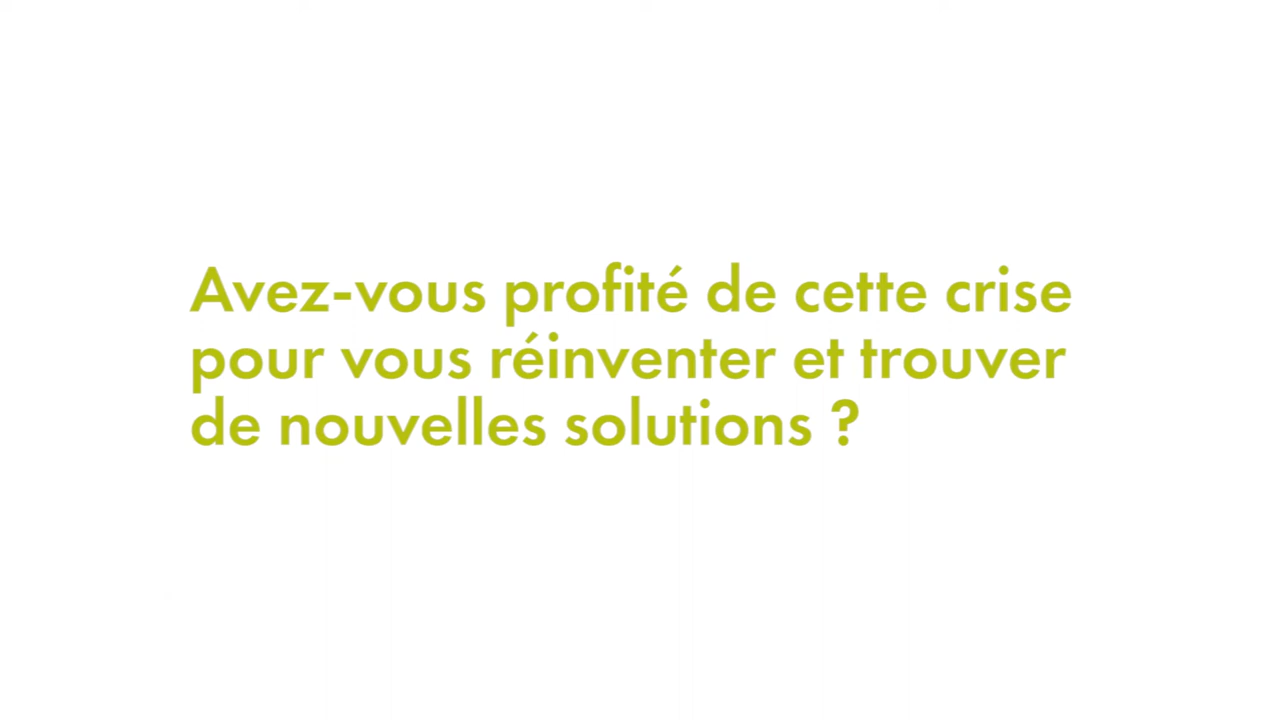 Avez-vous profité de cette crise
pour vous réinventer et trouver
de nouvelles solutions ?